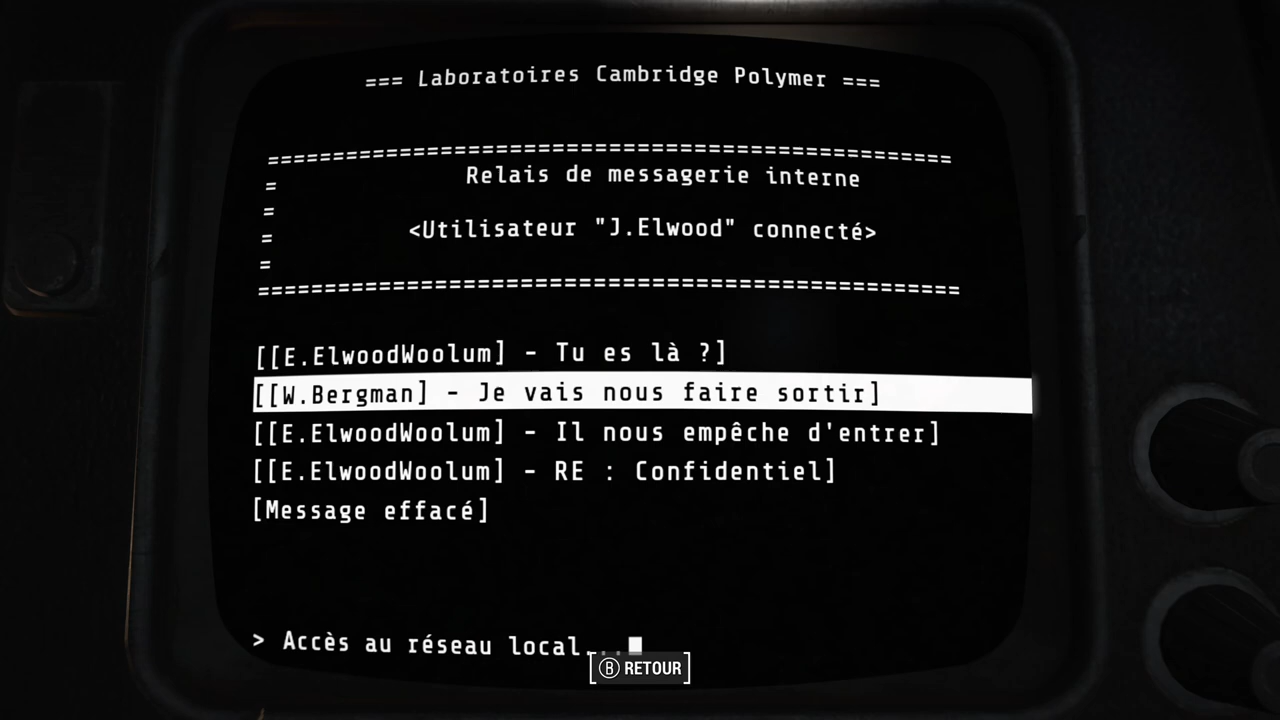 === Laboratoires Cambridge Polymer ===
====================================================
= Relais de messagerie interne
=
= <Utilisateur "J.Elwood" connecté>
=
====================================================
[[E.ElwoodWoolum] - Tu es là ?]
[[W.Bergman] - Je vais nous faire sortir]
[[E.ElwoodWoolum] - Il nous empêche d'entrer]
[[E.ElwoodWoolum] - RE : Confidentiel]
[Message effacé]
> Accès au réseau local...
Ⓑ RETOUR